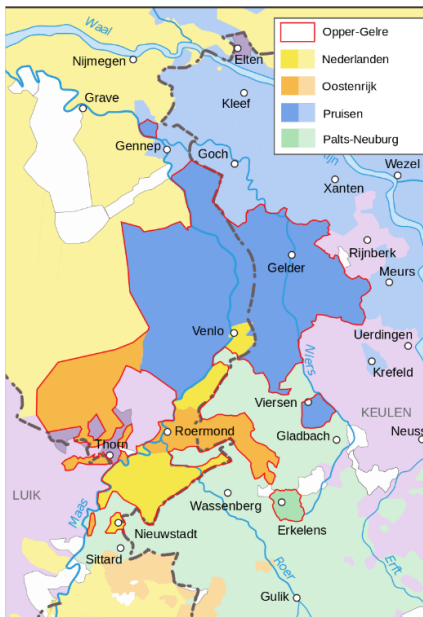 Opper-Gelre
Nederlanden
Oostenrijk
Pruisen
Palts-Neuburg
Waal
Nijmegen
Elten
Grave
Kleef
Gennep
Goch
ijn
Wezel
Xanten
Rijnberk
Gelder
Meurs
Venlo
Uerdingen
Niers
Krefeld
Viersen
KEULEN
Roermond
Gladbach
Neuss
Thorn
LUIK
Maas
Wassenberg
Erkelens
Nieuwstadt
Sittard
Roer
Erft
Gulik